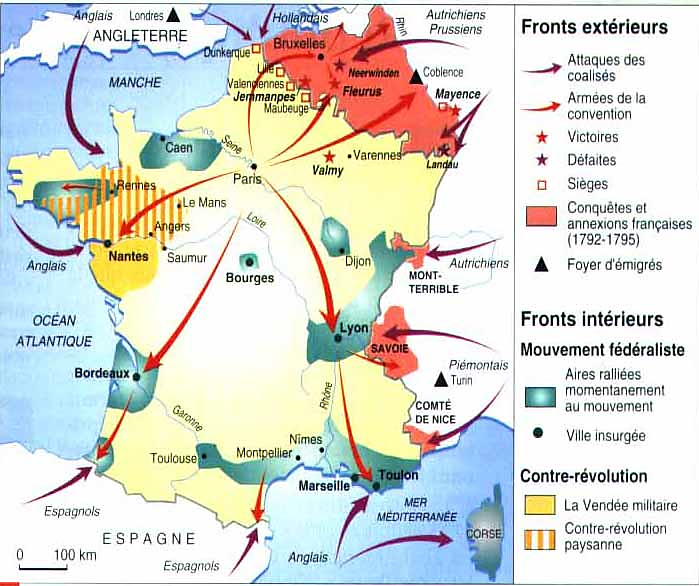 Anglais
Londres
Hollandais
Rhin
Autrichiens
Prussiens
ANGLETERRE
Dunkerque
Bruxelles
MANCHE
Lille
Neerwinden
Coblence
Valenciennes
Fleurus
Jemmanpes
Mayence
Maubeuge
Caen
Seine
Paris
Valmy
Varennes
Landau
Rennes
Le Mans
Loire
Angers
Anglais
Nantes
Saumur
Dijon
Autrichiens
Bourges
MONT-
TERRIBLE
OCÉAN
ATLANTIQUE
Lyon
SAVOIE
Bordeaux
Piémontais
Turin
Rhône
COMTÉ
DE NICE
Garonne
Nîmes
Toulouse
Montpellier
Marseille
Toulon
Espagnols
MER
MÉDITERRANÉE
ESPAGNE
CORSE
Anglais
Espagnols
0 100 km
Fronts extérieurs
Attaques des
coalisés
Armées de la
convention
Victoires
Défaites
Sièges
Conquêtes et
annexions françaises
(1792-1795)
Foyer d'émigrés
Fronts intérieurs
Mouvement fédéraliste
Aires ralliées
momentanement
au mouvement
Ville insurgée
Contre-révolution
La Vendée militaire
Contre-révolution
paysanne